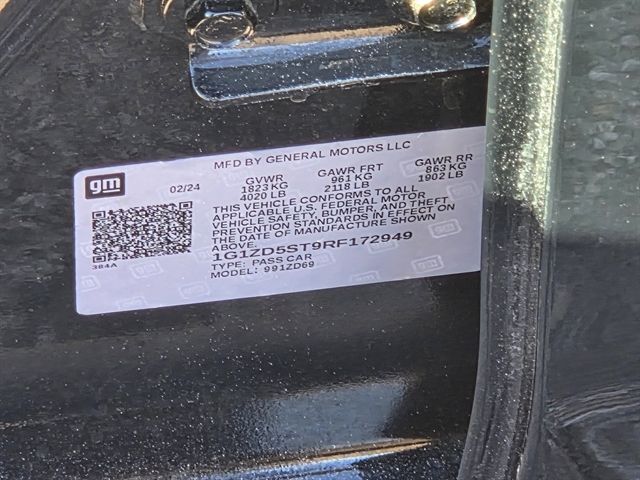 MFD BY GENERAL MOTORS LLC
gm
02/24
GVWR
1823 KG
4020 LB
GAWR FRT
961 KG
2118 LB
GAWR RR
863 KG
1902 LB
THIS VEHICLE CONFORMS TO ALL
APPLICABLE U.S. FEDERAL MOTOR
VEHICLE SAFETY, BUMPER, AND THEFT
PREVENTION STANDARDS IN EFFECT ON
THE DATE OF MANUFACTURE SHOWN
ABOVE.
1G1ZD5ST9RF172949
TYPE: PASS CAR
MODEL: 991ZD69
384A